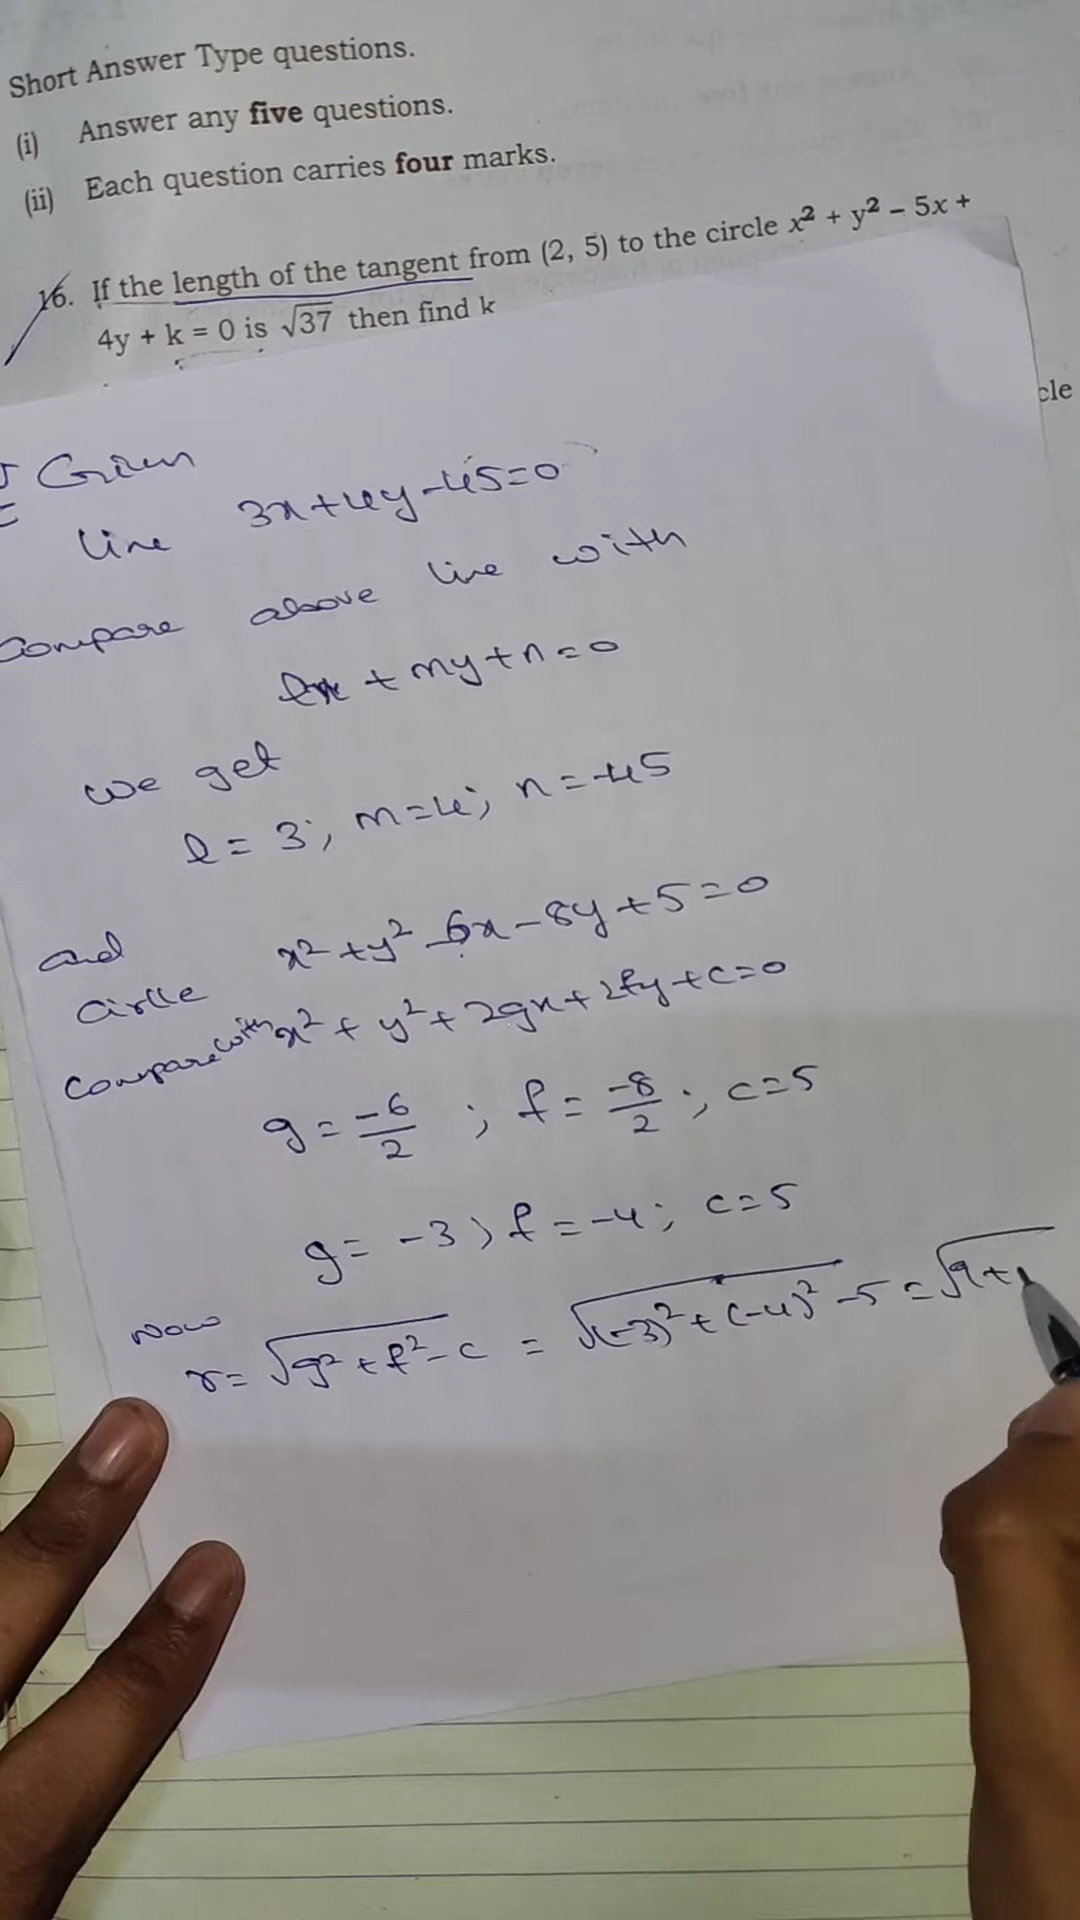 Short Answer Type questions.
(i) Answer any five questions.
(ii) Each question carries four marks.
16. If the length of the tangent from (2, 5) to the circle x² + y² – 5x +
4y + k = 0 is √37 then find k
cle
Given
line 3x+4y-45=0
Compare above line with
lx + my+n=0
we get
l = 3; m=4; n=-45
and
circle x²+y²-6x-8y+5=0
Compare with x²+y²+2gx+2fy+c=0
g = -6/2 ; f = -8/2 ; c=5
g = -3; f = -4; c=5
Now
r = √g²+f²-c = √(-3)²+(-4)²-5 = √9+